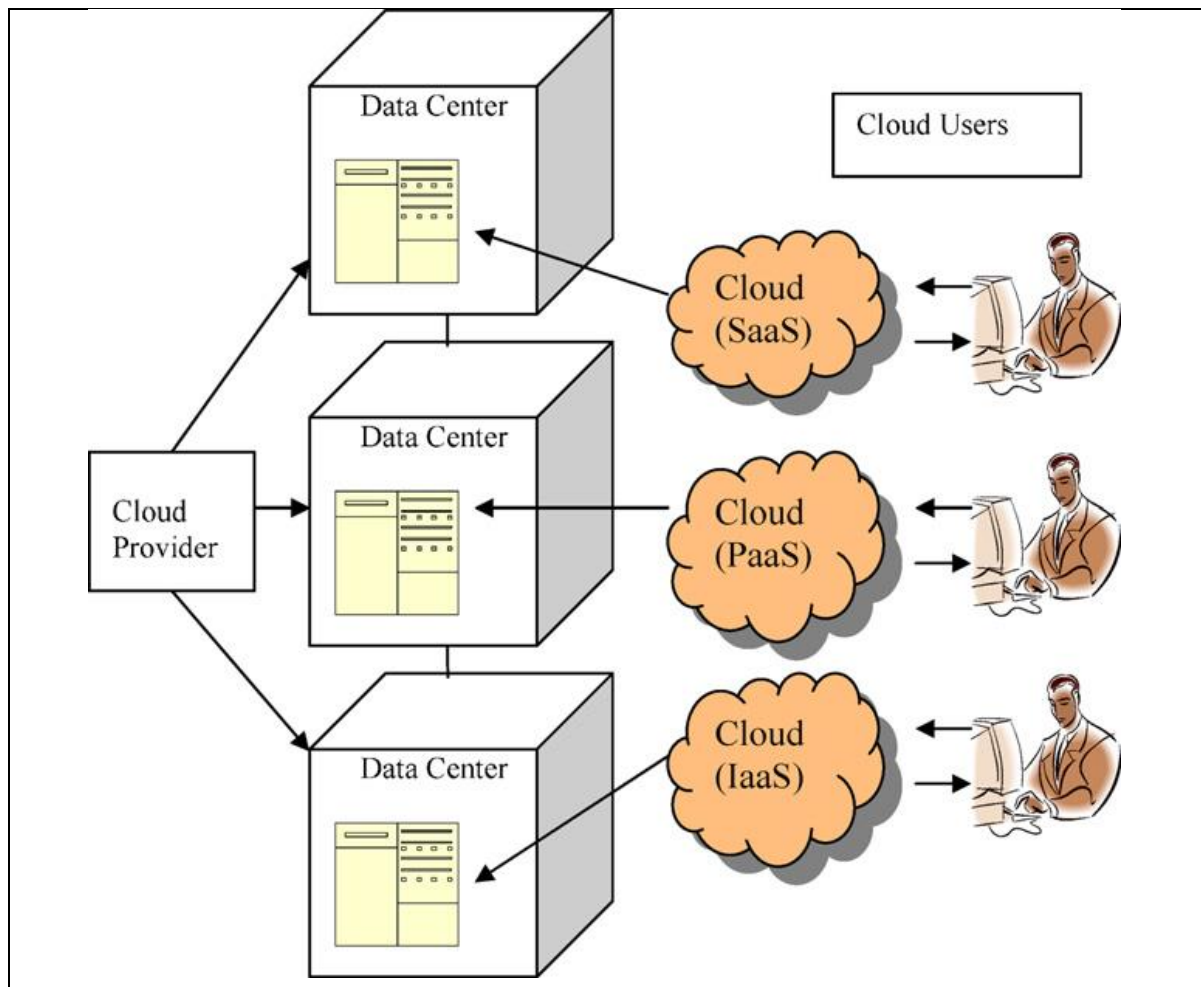 Data Center
Cloud Users
Cloud
(SaaS)
Data Center
Cloud
Provider
Cloud
(PaaS)
Data Center
Cloud
(IaaS)